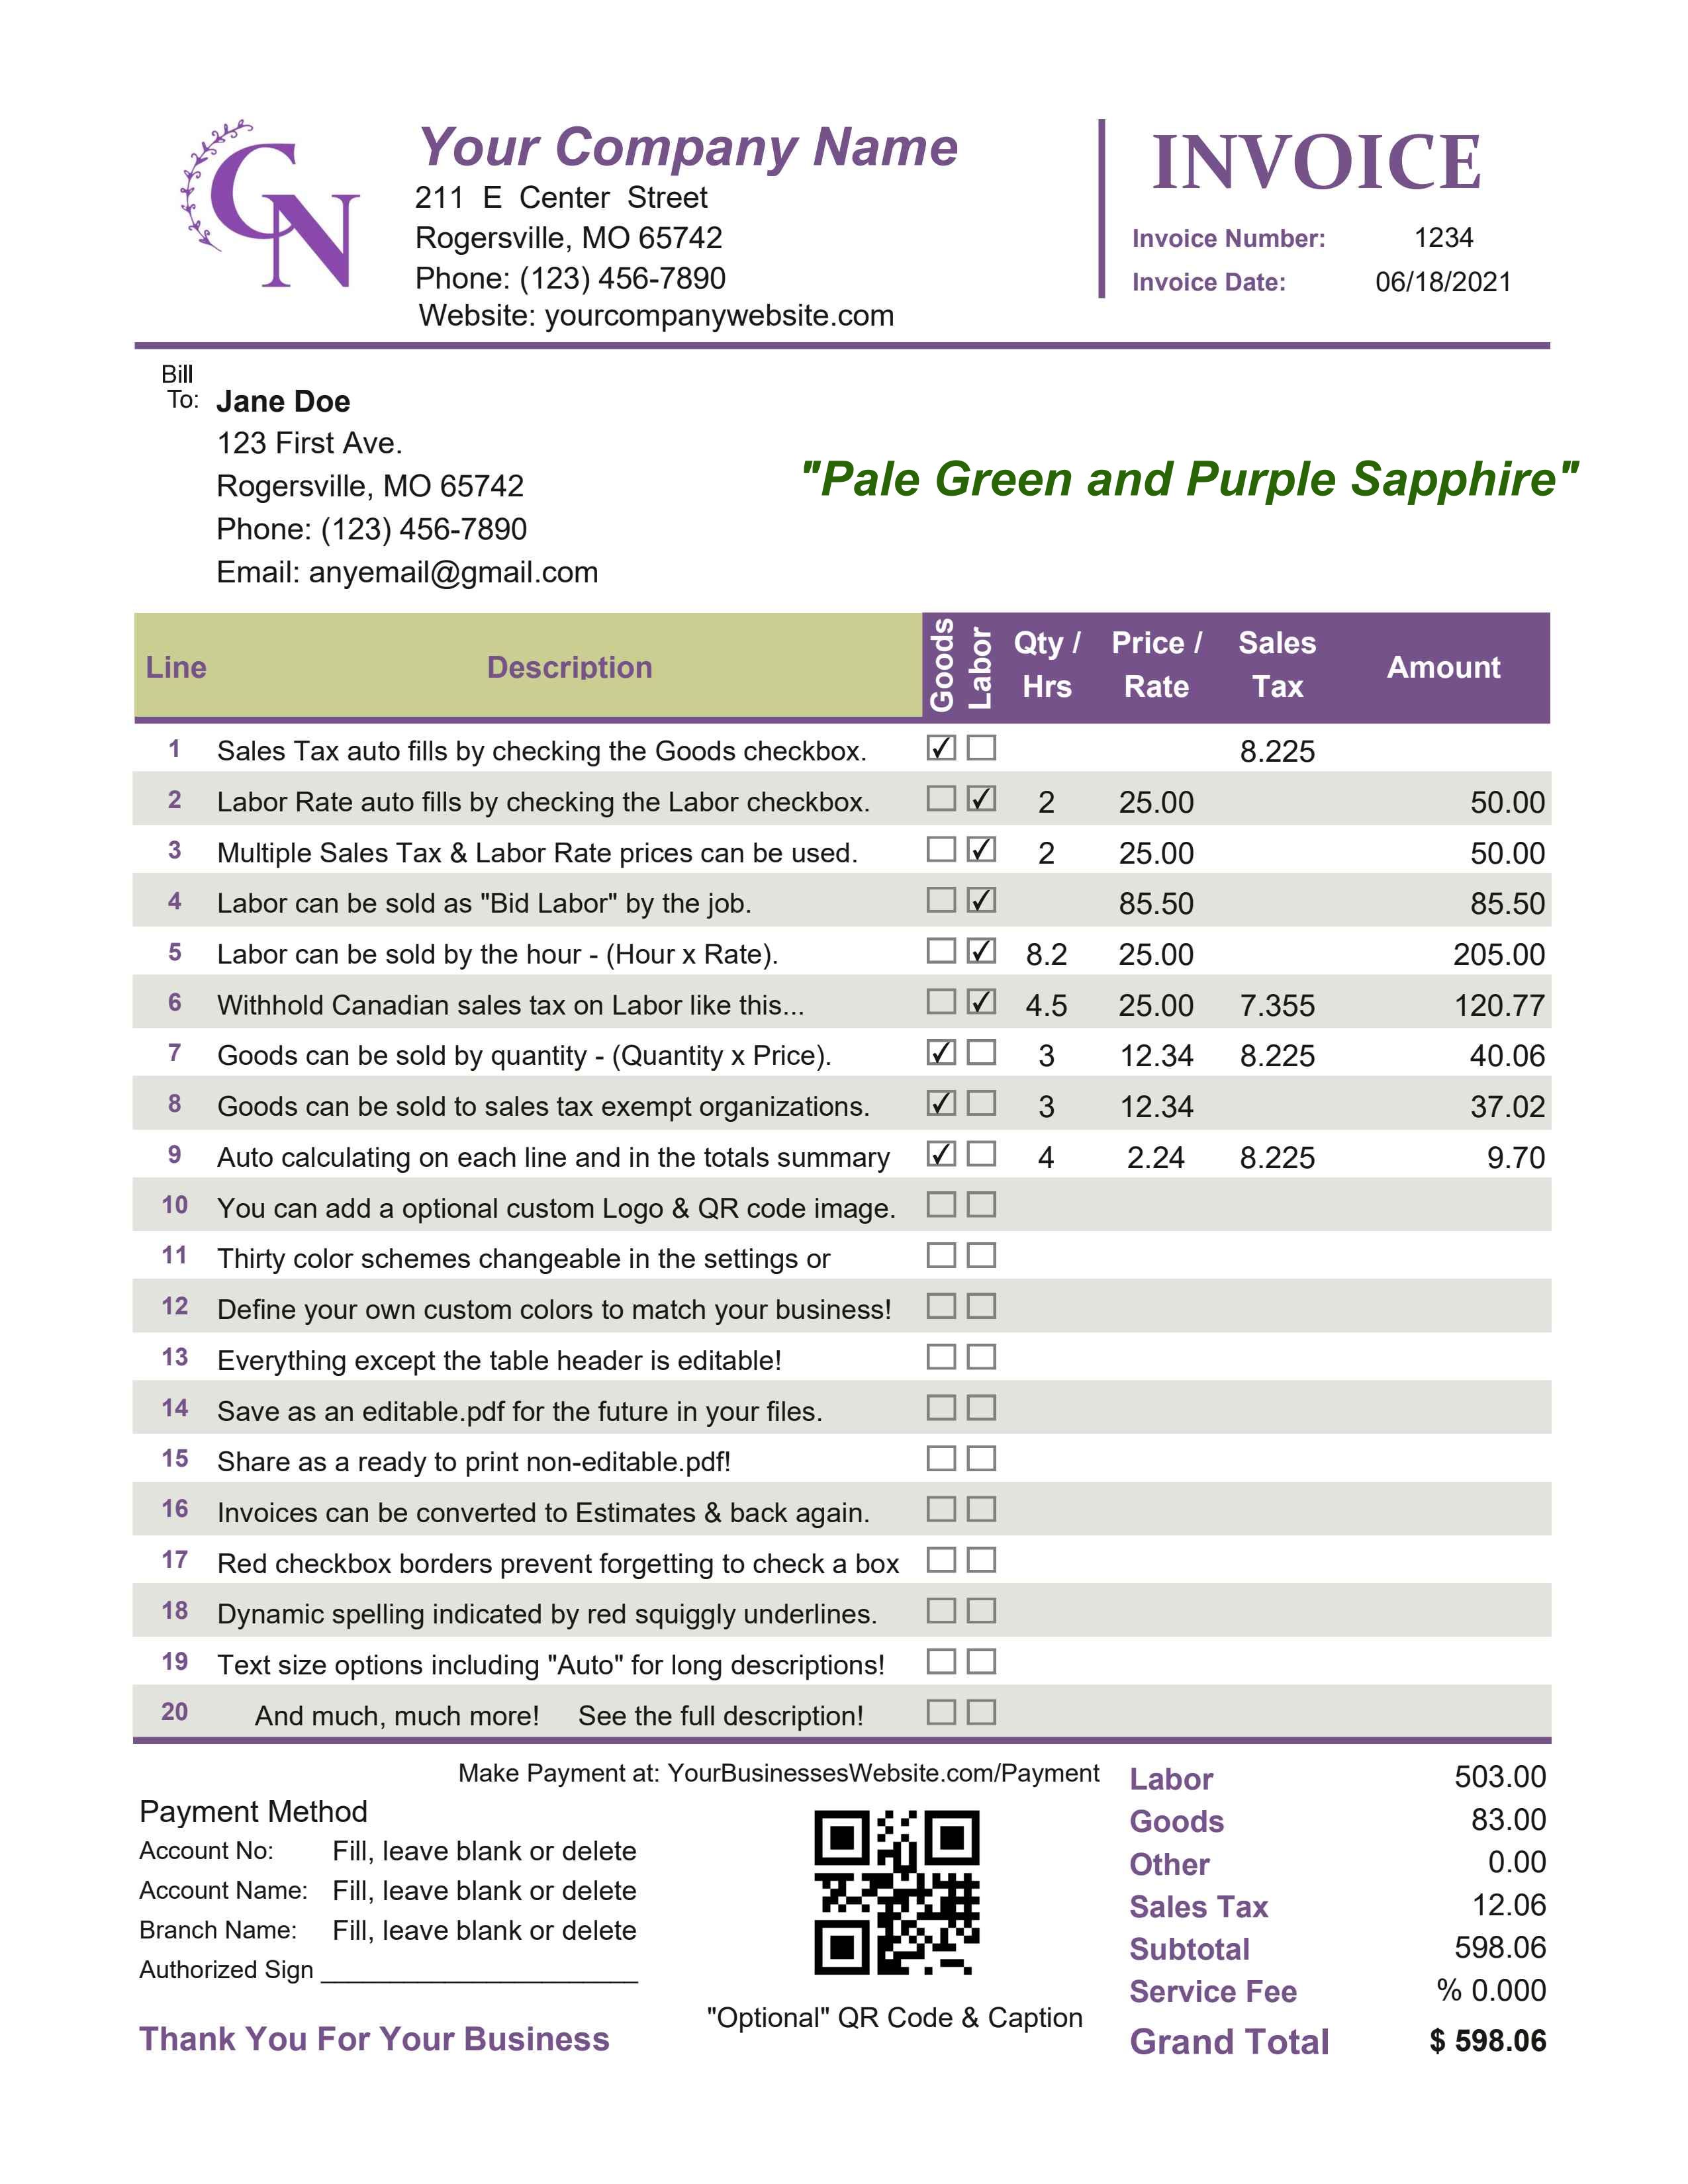 CN
Your Company Name
211 E Center Street
Rogersville, MO 65742
Phone: (123) 456-7890
Website: yourcompanywebsite.com
INVOICE
Invoice Number: 1234
Invoice Date: 06/18/2021
Bill
To: Jane Doe
123 First Ave.
Rogersville, MO 65742
Phone: (123) 456-7890
Email: anyemail@gmail.com
"Pale Green and Purple Sapphire"
Line Description Goods Labor Qty / Hrs Price / Rate Sales Tax Amount
1 Sales Tax auto fills by checking the Goods checkbox. ✓ 8.225
2 Labor Rate auto fills by checking the Labor checkbox. ✓ 2 25.00 50.00
3 Multiple Sales Tax & Labor Rate prices can be used. ✓ 2 25.00 50.00
4 Labor can be sold as "Bid Labor" by the job. ✓ 85.50 85.50
5 Labor can be sold by the hour - (Hour x Rate). ✓ 8.2 25.00 205.00
6 Withhold Canadian sales tax on Labor like this... ✓ 4.5 25.00 7.355 120.77
7 Goods can be sold by quantity - (Quantity x Price). ✓ 3 12.34 8.225 40.06
8 Goods can be sold to sales tax exempt organizations. ✓ 3 12.34 37.02
9 Auto calculating on each line and in the totals summary ✓ 4 2.24 8.225 9.70
10 You can add a optional custom Logo & QR code image.
11 Thirty color schemes changeable in the settings or
12 Define your own custom colors to match your business!
13 Everything except the table header is editable!
14 Save as an editable.pdf for the future in your files.
15 Share as a ready to print non-editable.pdf!
16 Invoices can be converted to Estimates & back again.
17 Red checkbox borders prevent forgetting to check a box
18 Dynamic spelling indicated by red squiggly underlines.
19 Text size options including "Auto" for long descriptions!
20 And much, much more! See the full description!
Make Payment at: YourBusinessesWebsite.com/Payment
Payment Method
Account No: Fill, leave blank or delete
Account Name: Fill, leave blank or delete
Branch Name: Fill, leave blank or delete
Authorized Sign
Thank You For Your Business
"Optional" QR Code & Caption
Labor 503.00
Goods 83.00
Other 0.00
Sales Tax 12.06
Subtotal 598.06
Service Fee % 0.000
Grand Total $ 598.06